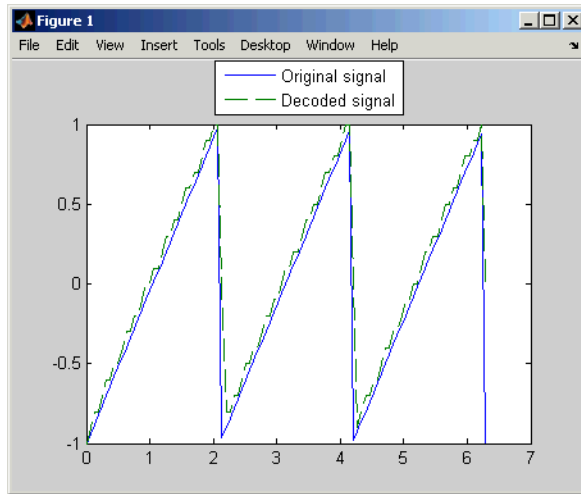 Figure 1
File Edit View Insert Tools Desktop Window Help
Original signal
Decoded signal
1
0.5
0
-0.5
-1
0 1 2 3 4 5 6 7